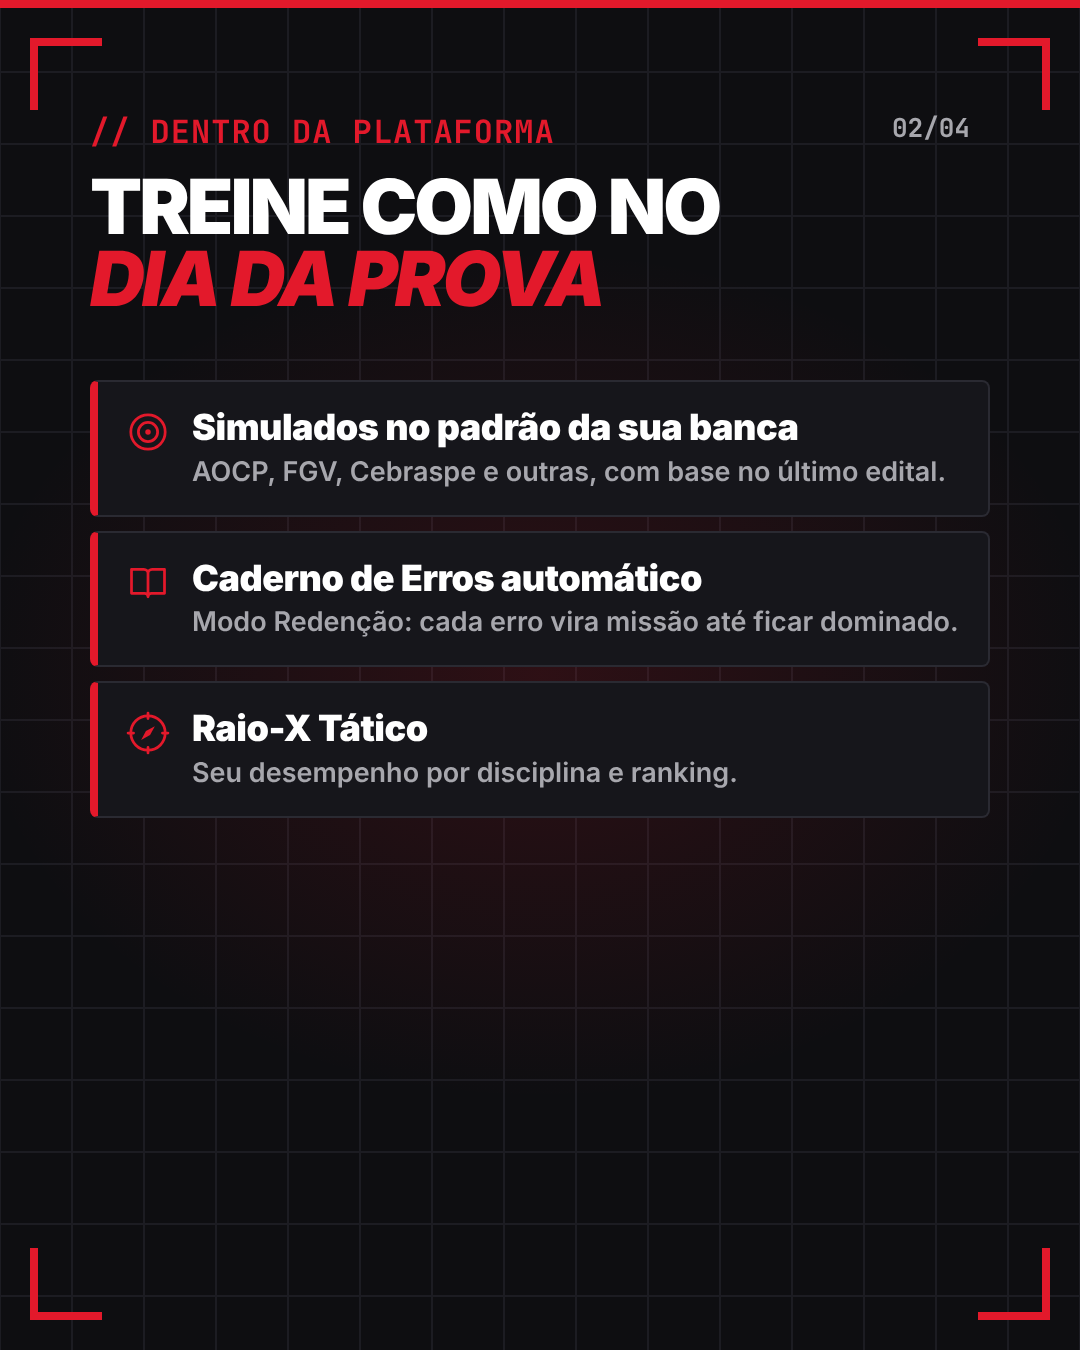 // DENTRO DA PLATAFORMA
02/04
TREINE COMO NO
DIA DA PROVA
Simulados no padrão da sua banca
AOCP, FGV, Cebraspe e outras, com base no último edital.
Caderno de Erros automático
Modo Redenção: cada erro vira missão até ficar dominado.
Raio-X Tático
Seu desempenho por disciplina e ranking.